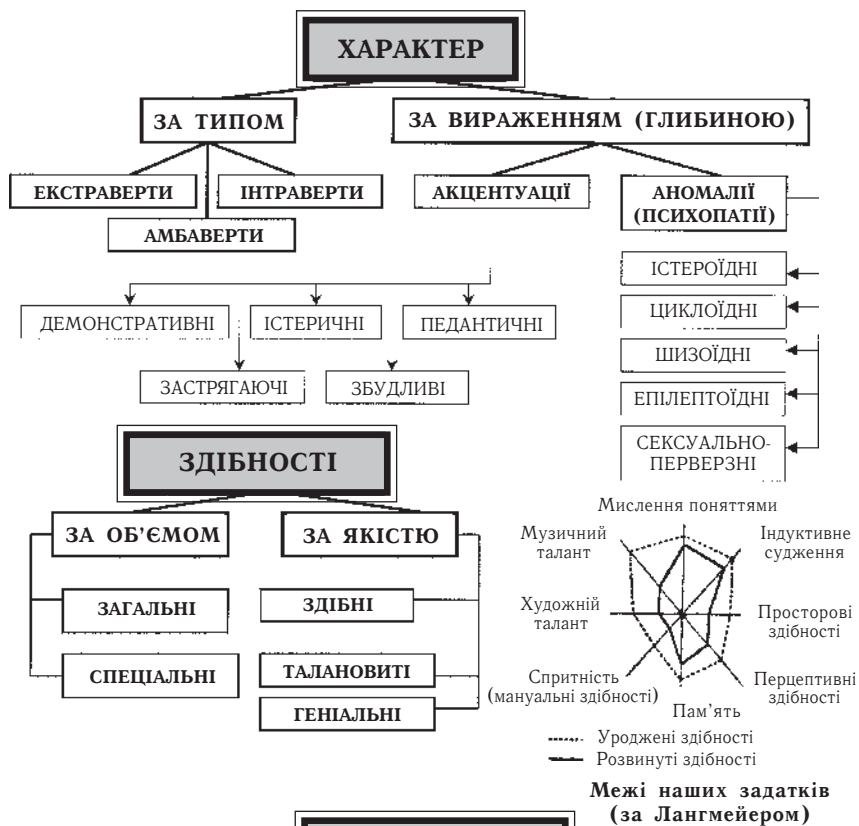 ХАРАКТЕР
ЗА ТИПОМ
ЗА ВИРАЖЕННЯМ (ГЛИБИНОЮ)
ЕКСТРАВЕРТИ
ІНТРАВЕРТИ
АМБАВЕРТИ
АКЦЕНТУАЦІЇ
АНОМАЛІЇ
(ПСИХОПАТІЇ)
ІСТЕРОЇДНІ
ЦИКЛОЇДНІ
ШИЗОЇДНІ
ЕПІЛЕПТОЇДНІ
СЕКСУАЛЬНО-
ПЕРВЕРЗНІ
ДЕМОНСТРАТИВНІ
ІСТЕРИЧНІ
ПЕДАНТИЧНІ
ЗАСТРЯГАЮЧІ
ЗБУДЛИВІ
ЗДІБНОСТІ
ЗА ОБ’ЄМОМ
ЗА ЯКІСТЮ
ЗАГАЛЬНІ
СПЕЦІАЛЬНІ
ЗДІБНІ
ТАЛАНОВИТІ
ГЕНІАЛЬНІ
Мислення поняттями
Музичний
талант
Індуктивне
судження
Художній
талант
Просторові
здібності
Спритність
(мануальні здібності)
Перцептивні
здібності
Пам’ять
Уроджені здібності
Розвинуті здібності
Межі наших задатків
(за Лангмейером)